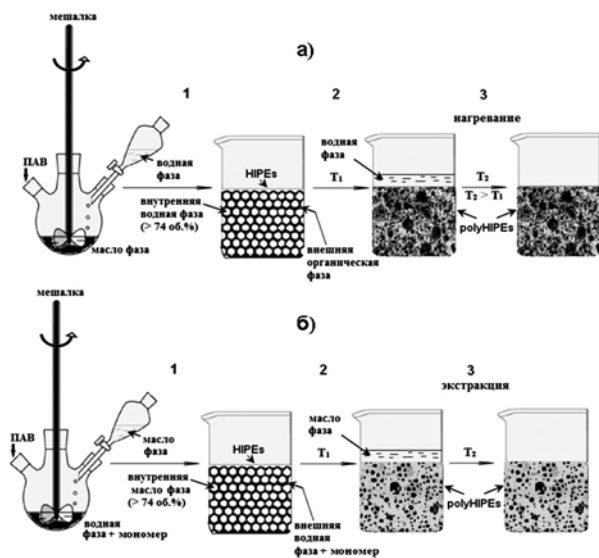 мешалка
а)
1
2
3
нагревание
ПАВ
водная
фаза
водная
фаза
HIPEs
T₁
T₂
T₂ > T₁
внутренняя
водная фаза
(> 74 об.%)
polyHIPEs
масло фаза
внешняя
органическая
фаза
мешалка
б)
1
2
3
экстракция
ПАВ
масло
фаза
масло
фаза
HIPEs
T₁
T₂
внутренняя
масло фаза
(> 74 об.%)
polyHIPEs
водная
фаза + мономер
внешняя
водная
фаза + мономер